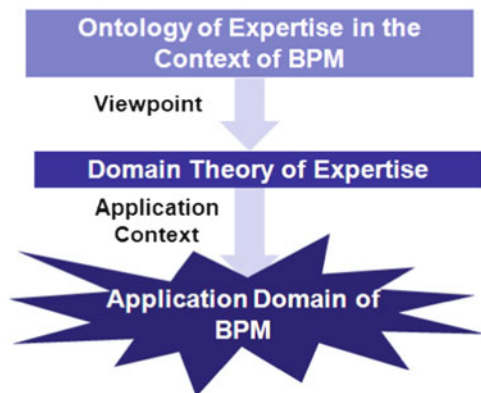 Ontology of Expertise in the
Context of BPM
Viewpoint
Domain Theory of Expertise
Application
Context
Application Domain of
BPM